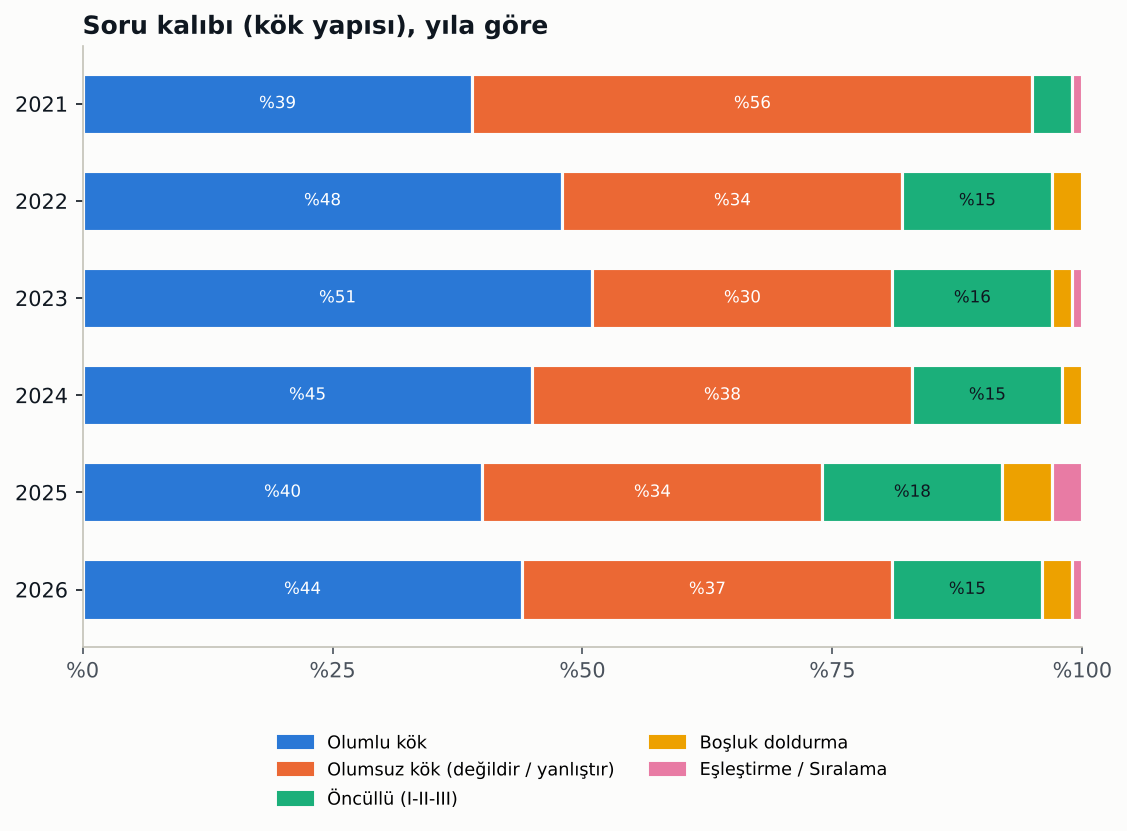 Soru kalıbı (kök yapısı), yıla göre
2021 %39 %56
2022 %48 %34 %15
2023 %51 %30 %16
2024 %45 %38 %15
2025 %40 %34 %18
2026 %44 %37 %15
%0 %25 %50 %75 %100
Olumlu kök
Olumsuz kök (değildir / yanlıştır)
Öncüllü (I-II-III)
Boşluk doldurma
Eşleştirme / Sıralama